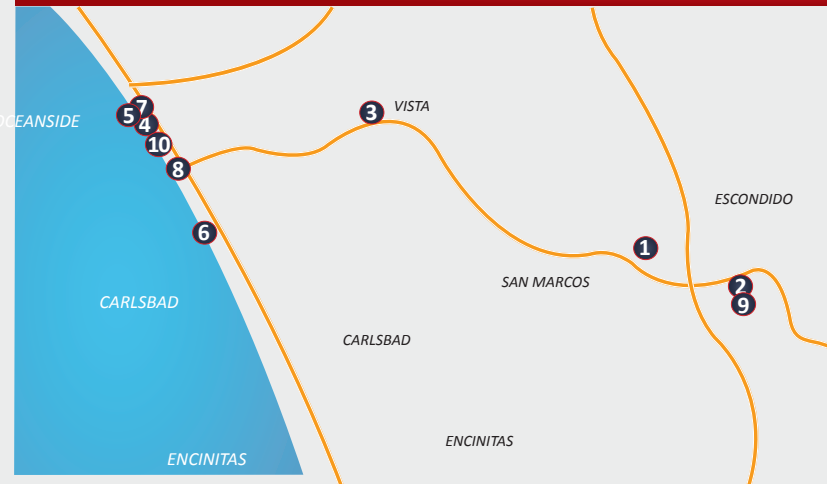 7
VISTA
3
5
OCEANSIDE
4
10
8
ESCONDIDO
6
1
SAN MARCOS
2
CARLSBAD
9
CARLSBAD
ENCINITAS
ENCINITAS